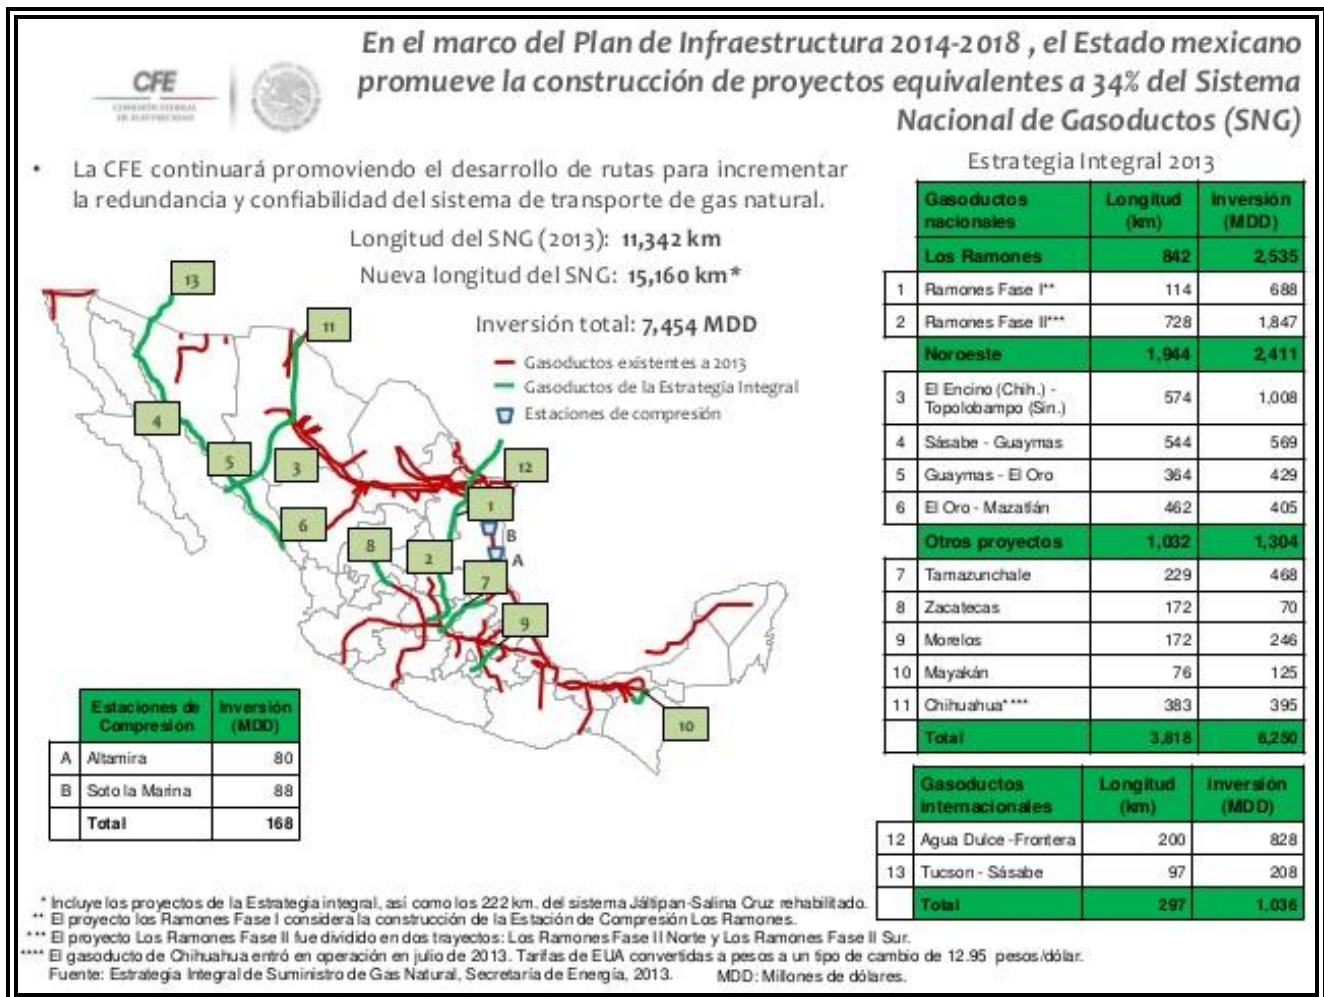 En el marco del Plan de Infraestructura 2014-2018 , el Estado mexicano
promueve la construcción de proyectos equivalentes a 34% del Sistema
Nacional de Gasoductos (SNG)
CFE
COMISIÓN FEDERAL
DE ELECTRICIDAD
• La CFE continuará promoviendo el desarrollo de rutas para incrementar
la redundancia y confiabilidad del sistema de transporte de gas natural.
Longitud del SNG (2013): 11,342 km
Nueva longitud del SNG: 15,160 km*
Inversión total: 7,454 MDD
Gasoductos existentes a 2013
Gasoductos de la Estrategia Integral
Estaciones de compresión
13
11
4
5
3
12
1
6
B
8
2
A
7
9
10
Estaciones de Compresión Inversión (MDD)
A Altamira 80
B Soto la Marina 88
Total 168
Estrategia Integral 2013
Gasoductos nacionales Longitud (km) Inversión (MDD)
Los Ramones 842 2,535
1 Ramones Fase I** 114 688
2 Ramones Fase II*** 728 1,847
Noroeste 1,944 2,411
3 El Encino (Chih.) - Topolobampo (Sin.) 574 1,008
4 Sásabe - Guaymas 544 569
5 Guaymas - El Oro 364 429
6 El Oro - Mazatlán 462 405
Otros proyectos 1,032 1,304
7 Tamazunchale 229 468
8 Zacatecas 172 70
9 Morelos 172 246
10 Mayakán 76 125
11 Chihuahua**** 383 395
Total 3,818 6,250
Gasoductos internacionales Longitud (km) Inversión (MDD)
12 Agua Dulce -Frontera 200 828
13 Tucson - Sásabe 97 208
Total 297 1,036
* Incluye los proyectos de la Estrategia integral, así como los 222 km. del sistema Jáltipan-Salina Cruz rehabilitado.
** El proyecto los Ramones Fase I considera la construcción de la Estación de Compresión Los Ramones.
*** El proyecto Los Ramones Fase II fue dividido en dos trayectos: Los Ramones Fase II Norte y Los Ramones Fase II Sur.
**** El gasoducto de Chihuahua entró en operación en julio de 2013. Tarifas de EUA convertidas a pesos a un tipo de cambio de 12.95 pesos/dólar.
Fuente: Estrategia Integral de Suministro de Gas Natural, Secretaría de Energía, 2013. MDD: Millones de dólares.